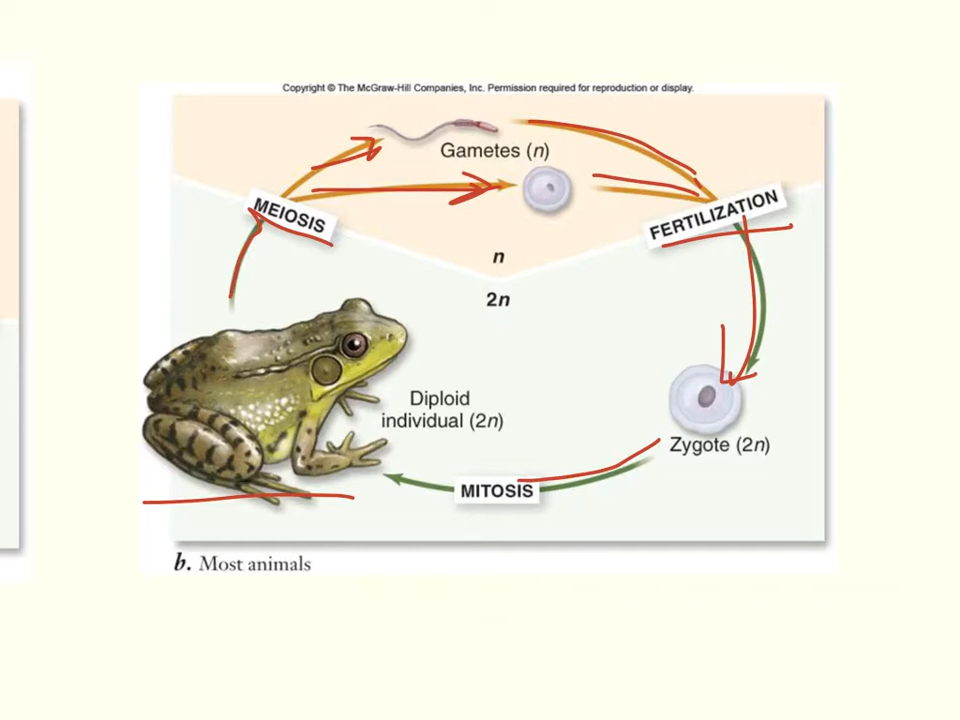 Copyright © The McGraw-Hill Companies, Inc. Permission required for reproduction or display.
Gametes (n)
MEIOSIS
FERTILIZATION
n
2n
Diploid
individual (2n)
Zygote (2n)
MITOSIS
b. Most animals